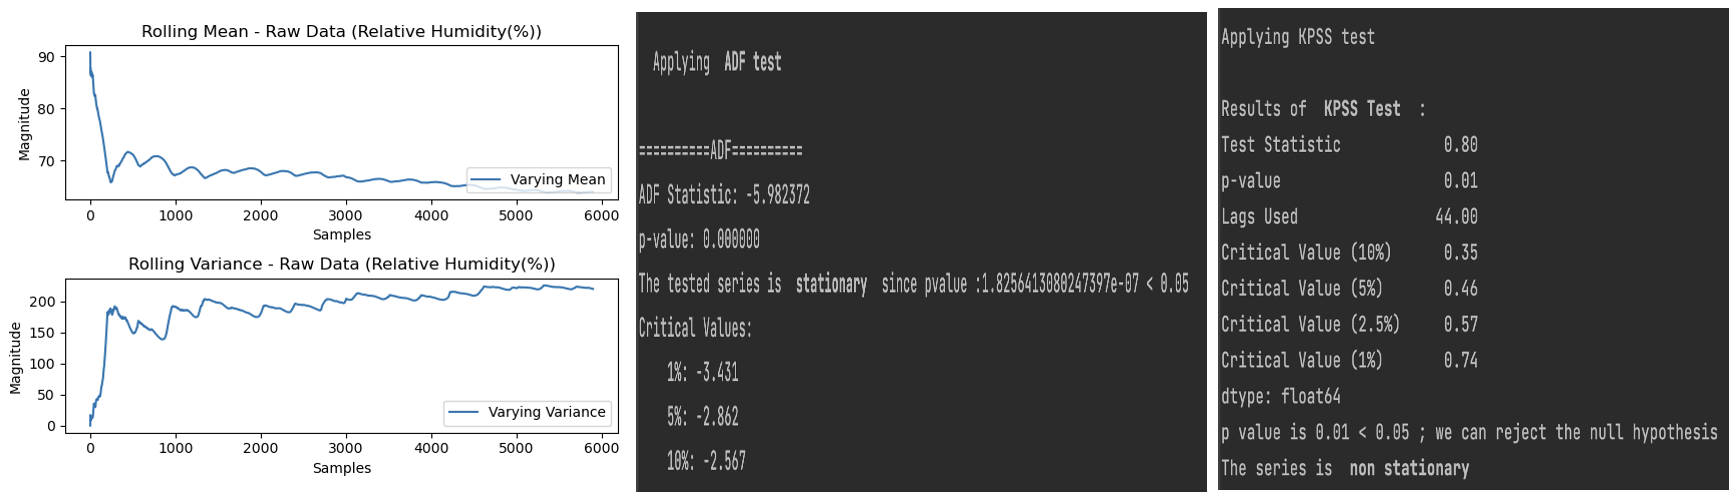 Rolling Mean - Raw Data (Relative Humidity(%))
90
80
70
Magnitude
Varying Mean
0 1000 2000 3000 4000 5000 6000
Samples
Rolling Variance - Raw Data (Relative Humidity(%))
200
150
100
50
0
Magnitude
Varying Variance
0 1000 2000 3000 4000 5000 6000
Samples
Applying ADF test
==========ADF==========
ADF Statistic: -5.982372
p-value: 0.000000
The tested series is stationary since pvalue :1.8256413080247397e-07 < 0.05
Critical Values:
1%: -3.431
5%: -2.862
10%: -2.567
Applying KPSS test
Results of KPSS Test :
Test Statistic 0.80
p-value 0.01
Lags Used 44.00
Critical Value (10%) 0.35
Critical Value (5%) 0.46
Critical Value (2.5%) 0.57
Critical Value (1%) 0.74
dtype: float64
p value is 0.01 < 0.05 ; we can reject the null hypothesis
The series is non stationary